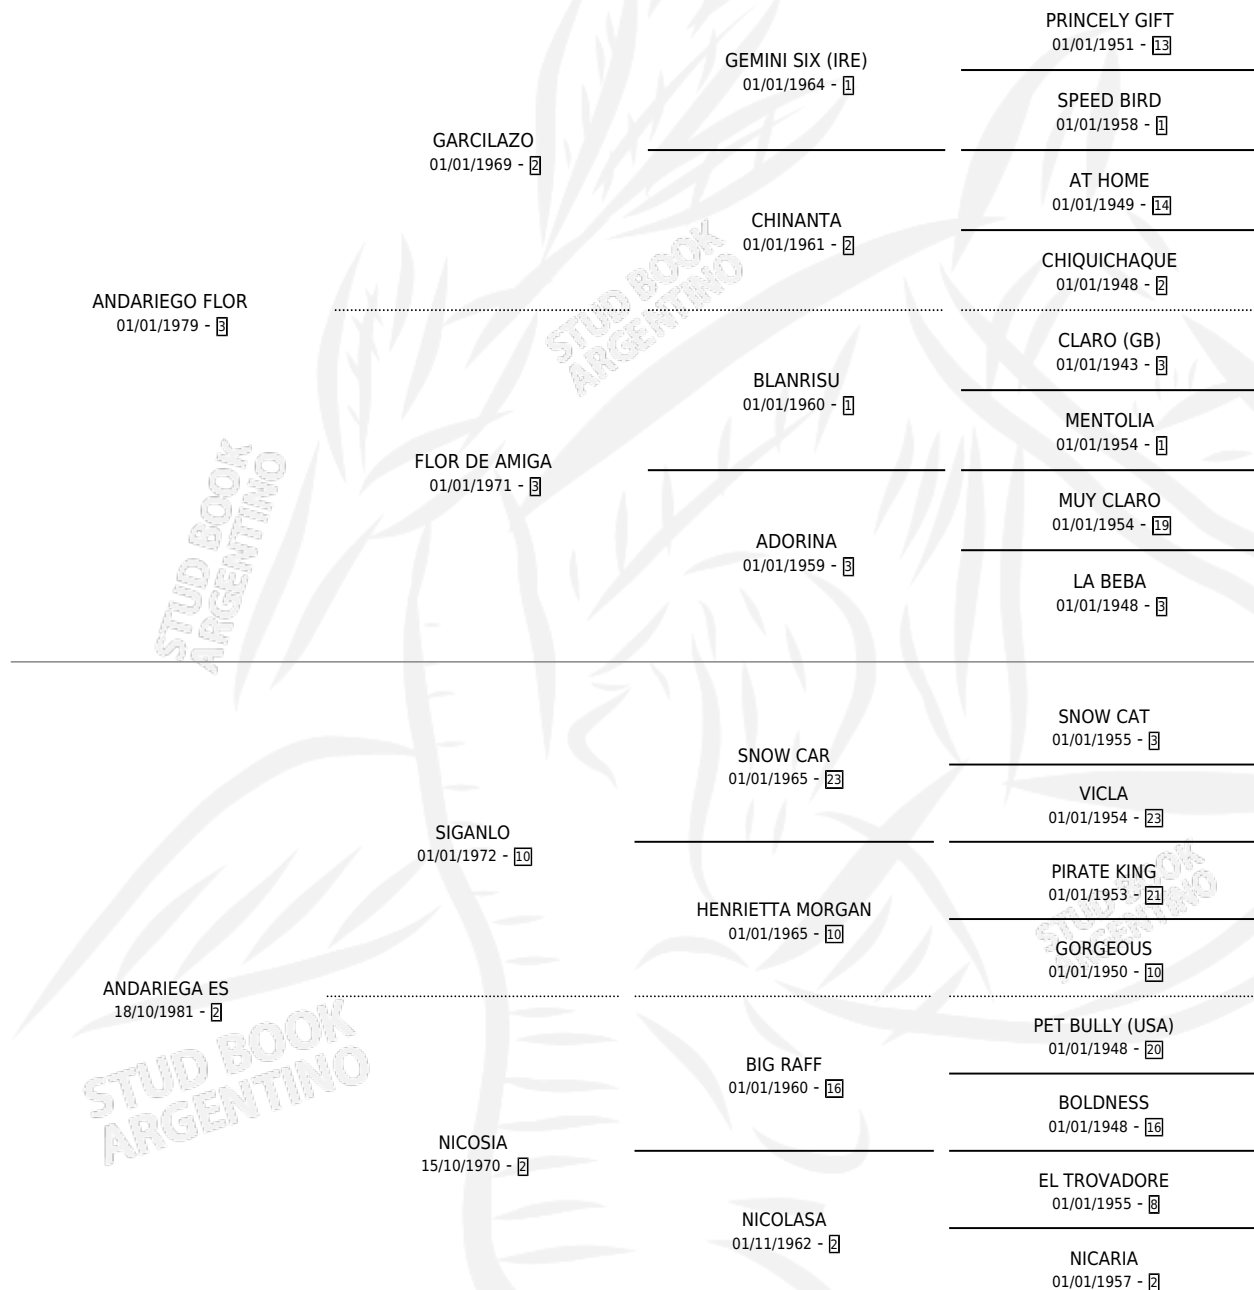 PRINCELY GIFT
01/01/1951 - 13
GEMINI SIX (IRE)
01/01/1964 - 1
SPEED BIRD
01/01/1958 - 1
GARCILAZO
01/01/1969 - 2
AT HOME
01/01/1949 - 14
CHINANTA
01/01/1961 - 2
CHIQUICHAQUE
01/01/1948 - 2
ANDARIEGO FLOR
01/01/1979 - 3
CLARO (GB)
01/01/1943 - 3
BLANRISU
01/01/1960 - 1
MENTOLIA
01/01/1954 - 1
FLOR DE AMIGA
01/01/1971 - 3
MUY CLARO
01/01/1954 - 19
ADORINA
01/01/1959 - 3
LA BEBA
01/01/1948 - 3
SNOW CAT
01/01/1955 - 3
SNOW CAR
01/01/1965 - 23
VICLA
01/01/1954 - 23
SIGANLO
01/01/1972 - 10
PIRATE KING
01/01/1953 - 21
HENRIETTA MORGAN
01/01/1965 - 10
GORGEOUS
01/01/1950 - 10
ANDARIEGA ES
18/10/1981 - 2
PET BULLY (USA)
01/01/1948 - 20
BIG RAFF
01/01/1960 - 16
BOLDNESS
01/01/1948 - 16
NICOSIA
15/10/1970 - 2
EL TROVADORE
01/01/1955 - 8
NICOLASA
01/11/1962 - 2
NICARIA
01/01/1957 - 2
STUD BOOK
ARGENTINO
STUD BOOK
ARGENTINO
STUD BOOK
ARGENTINO
STUD BOOK
ARGENTINO